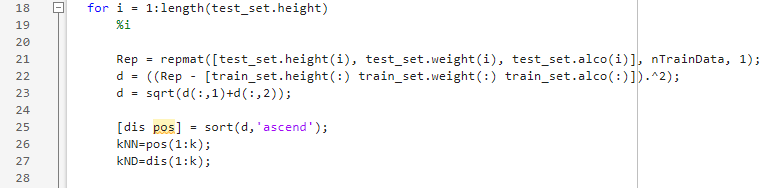 18 for i = 1:length(test_set.height)
19 %i
20
21 Rep = repmat([test_set.height(i), test_set.weight(i), test_set.alco(i)], nTrainData, 1);
22 d = ((Rep - [train_set.height(:) train_set.weight(:) train_set.alco(:)]).^2);
23 d = sqrt(d(:,1)+d(:,2));
24
25 [dis pos] = sort(d,'ascend');
26 kNN=pos(1:k);
27 kND=dis(1:k);
28